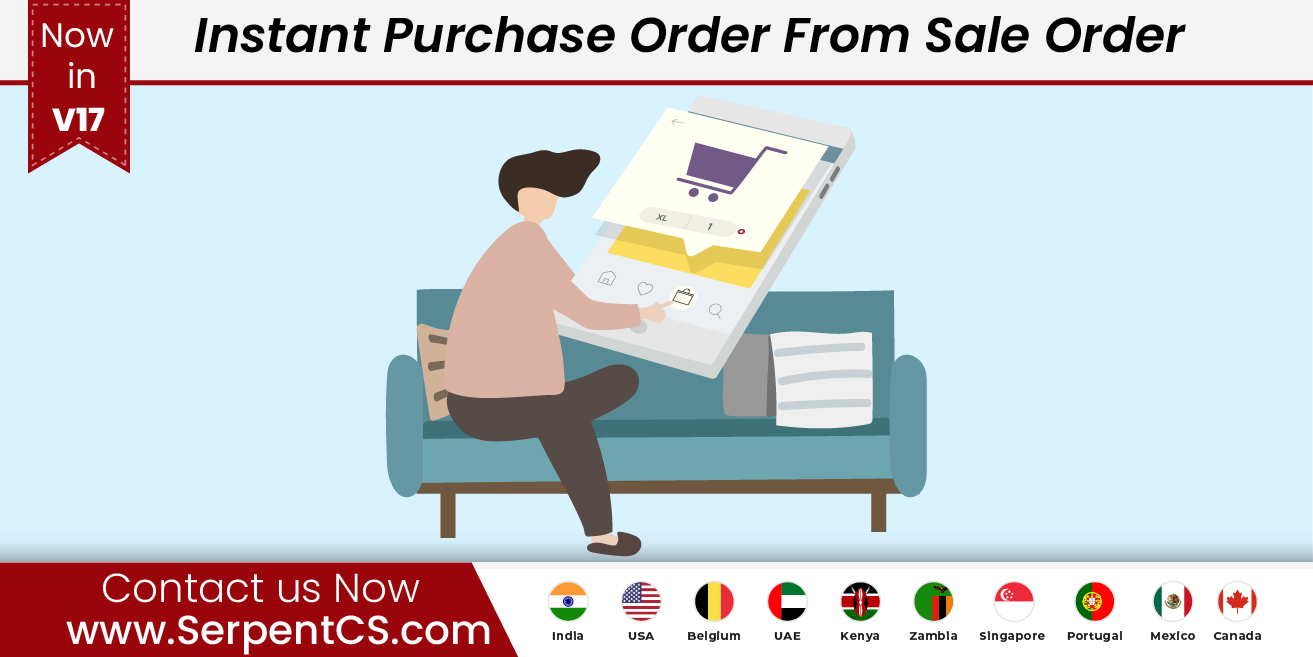 Instant Purchase Order From Sale Order
Now
in
V17
XL
1
Contact us Now
www.SerpentCS.com
India
USA
Belgium
UAE
Kenya
Zambia
Singapore
Portugal
Mexico
Canada